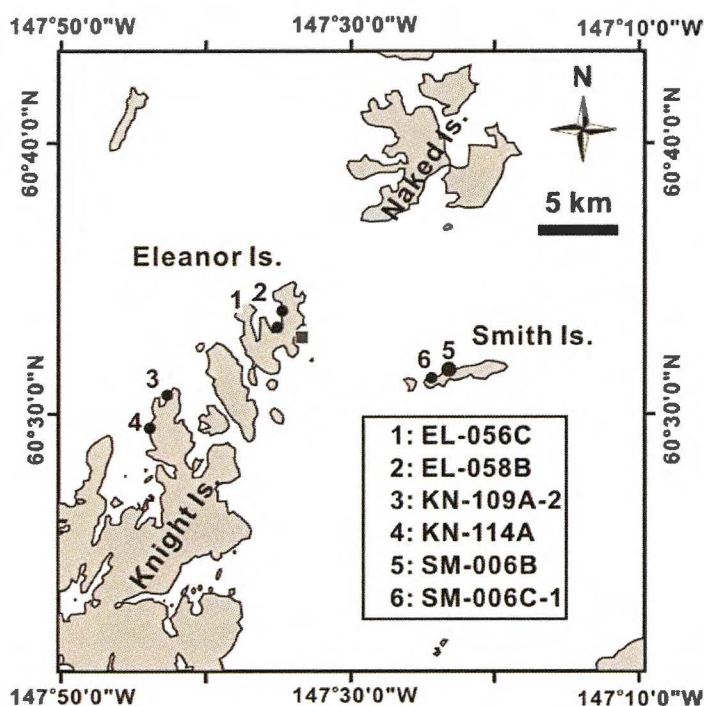 147°50'0"W 147°30'0"W 147°10'0"W
N
60°40'0"N
60°40'0"N
Naked Is.
5 km
Eleanor Is.
1 2
Smith Is.
6 5
3
4
60°30'0"N
60°30'0"N
Knight Is.
1: EL-056C
2: EL-058B
3: KN-109A-2
4: KN-114A
5: SM-006B
6: SM-006C-1
147°50'0"W 147°30'0"W 147°10'0"W